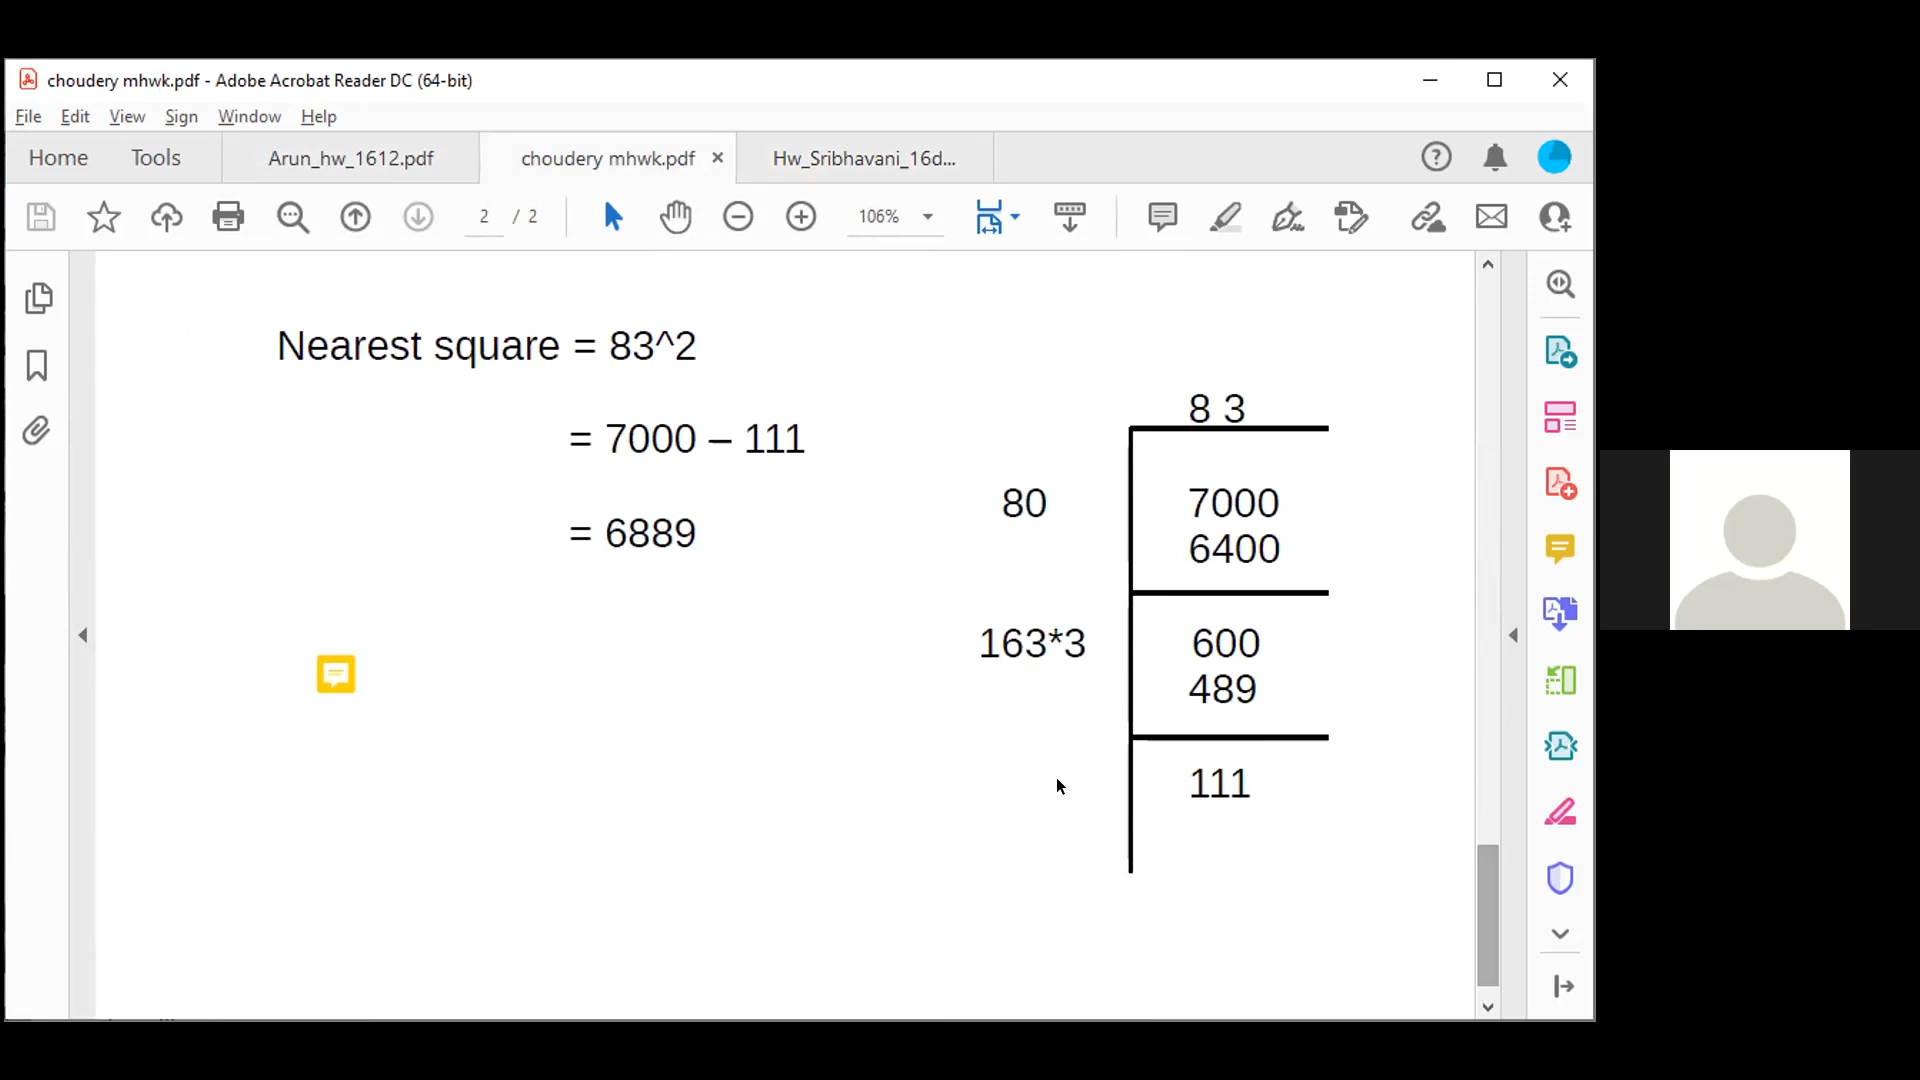 choudery mhwk.pdf - Adobe Acrobat Reader DC (64-bit)
File Edit View Sign Window Help
Home Tools Arun_hw_1612.pdf choudery mhwk.pdf Hw_Sribhavani_16d...
2 / 2 106%
Nearest square = 83^2
= 7000 – 111
= 6889
8 3
80 7000
6400
163*3 600
489
111